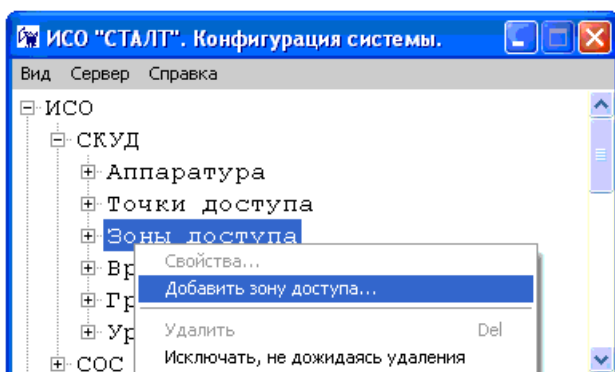 ИСО "СТАЛТ". Конфигурация системы.
Вид Сервер Справка
ИСО
СКУД
Аппаратура
Точки доступа
Зоны доступа
Свойства...
Добавить зону доступа...
Удалить Del
Исключать, не дожидаясь удаления
СОС